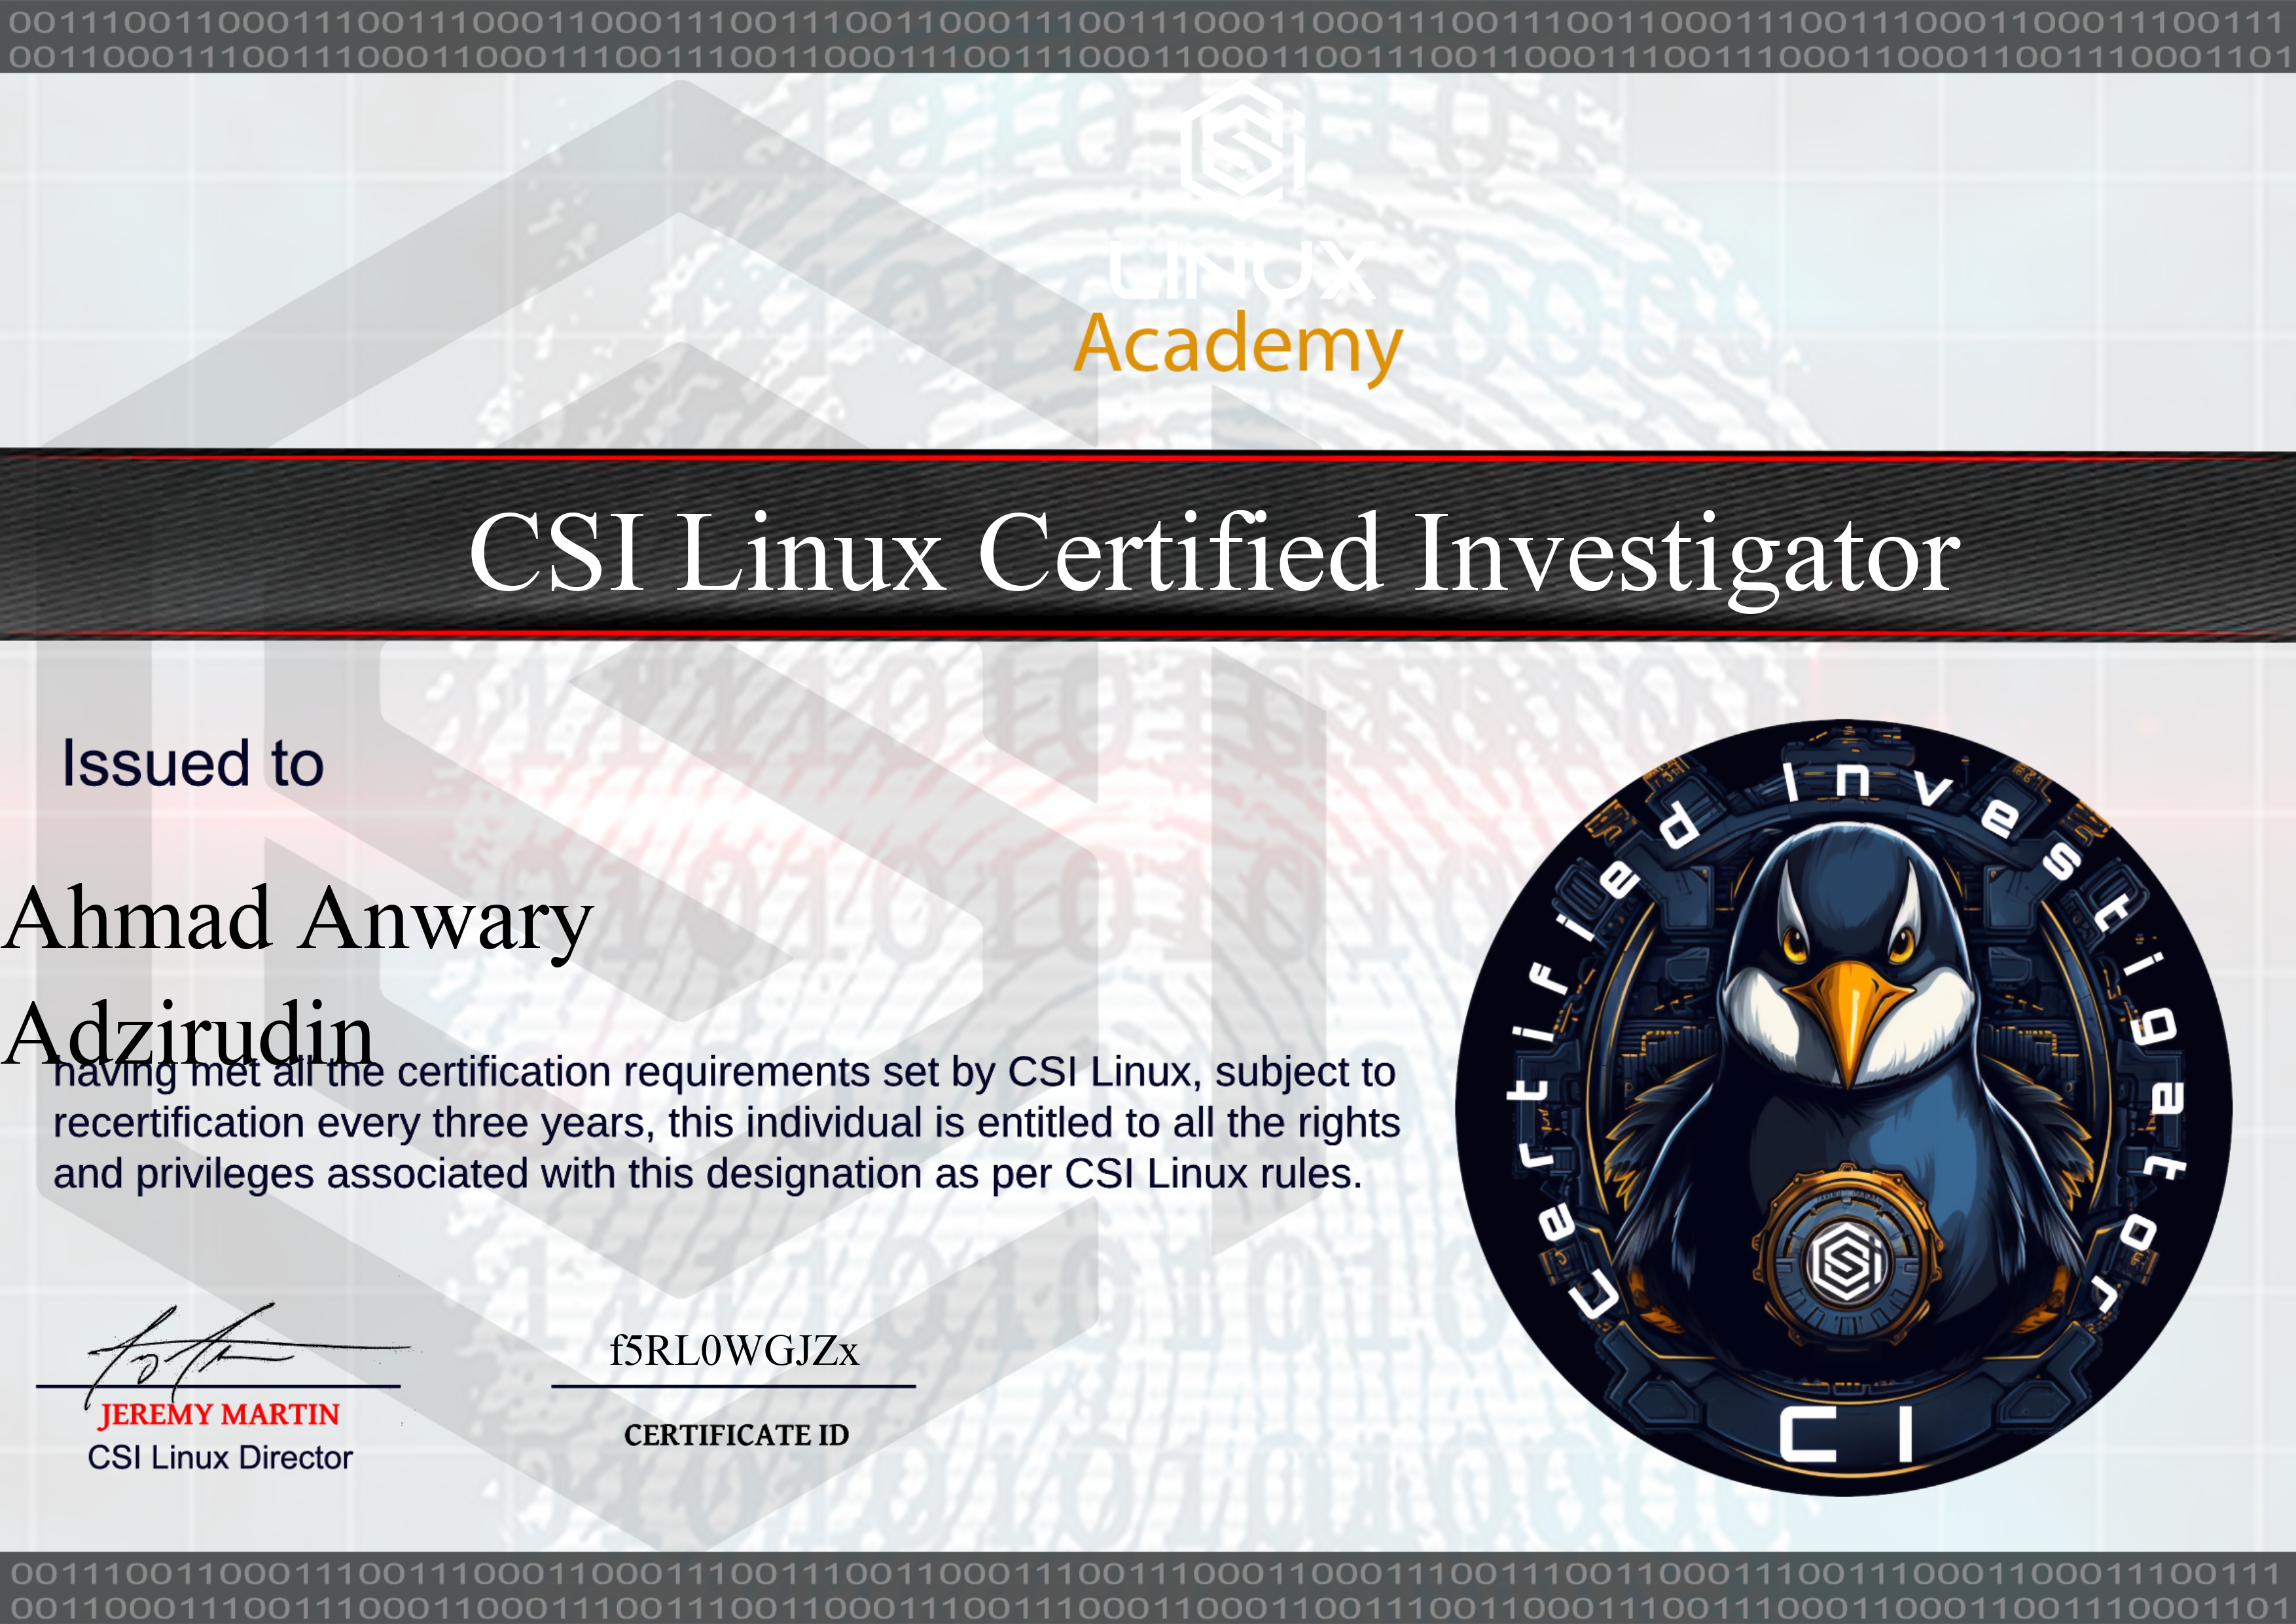 CSi
LINUX
Academy
CSI Linux Certified Investigator
Issued to
Ahmad Anwary
Adzirudin
having met all the certification requirements set by CSI Linux, subject to
recertification every three years, this individual is entitled to all the rights
and privileges associated with this designation as per CSI Linux rules.
Certified Investigator
CSi
CI
f5RL0WGJZx
JEREMY MARTIN
CSI Linux Director
CERTIFICATE ID